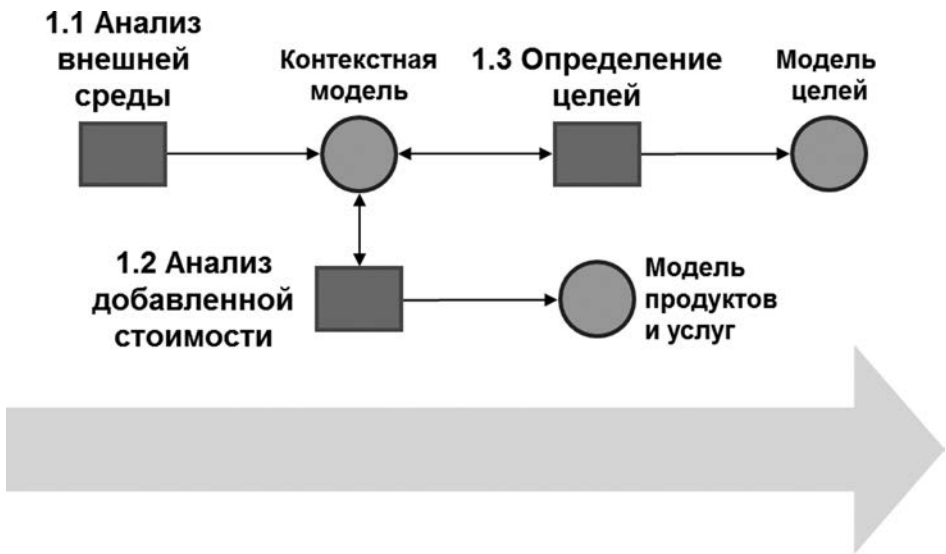 1.1 Анализ
внешней
среды
Контекстная
модель
1.3 Определение
целей
Модель
целей
1.2 Анализ
добавленной
стоимости
Модель
продуктов
и услуг